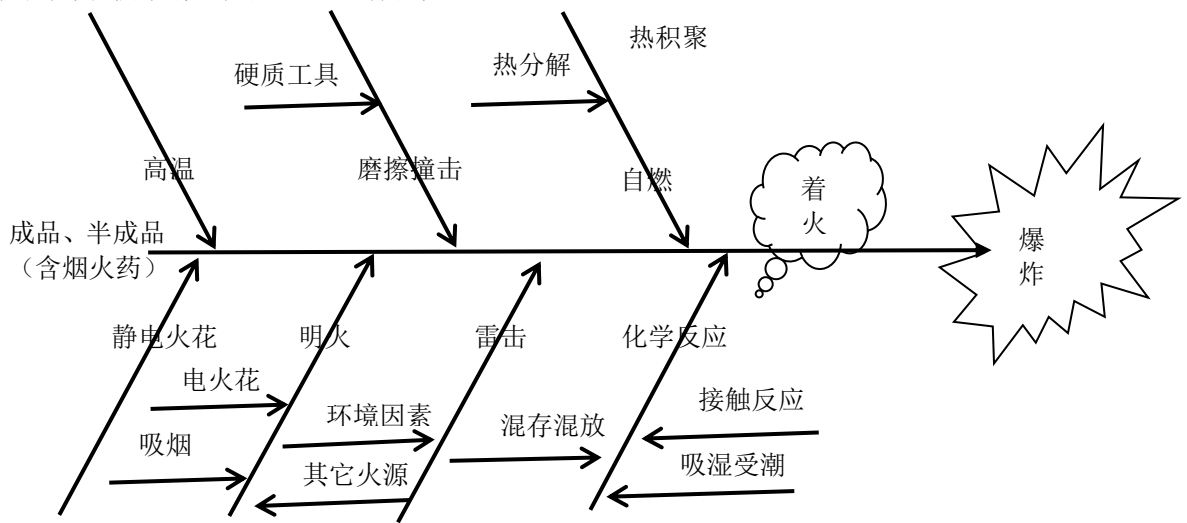 热积聚
热分解
硬质工具
高温
磨擦撞击
自燃
着
火
成品、半成品
（含烟火药）
爆
炸
静电火花
明火
雷击
化学反应
电火花
环境因素
混存混放
接触反应
吸烟
其它火源
吸湿受潮